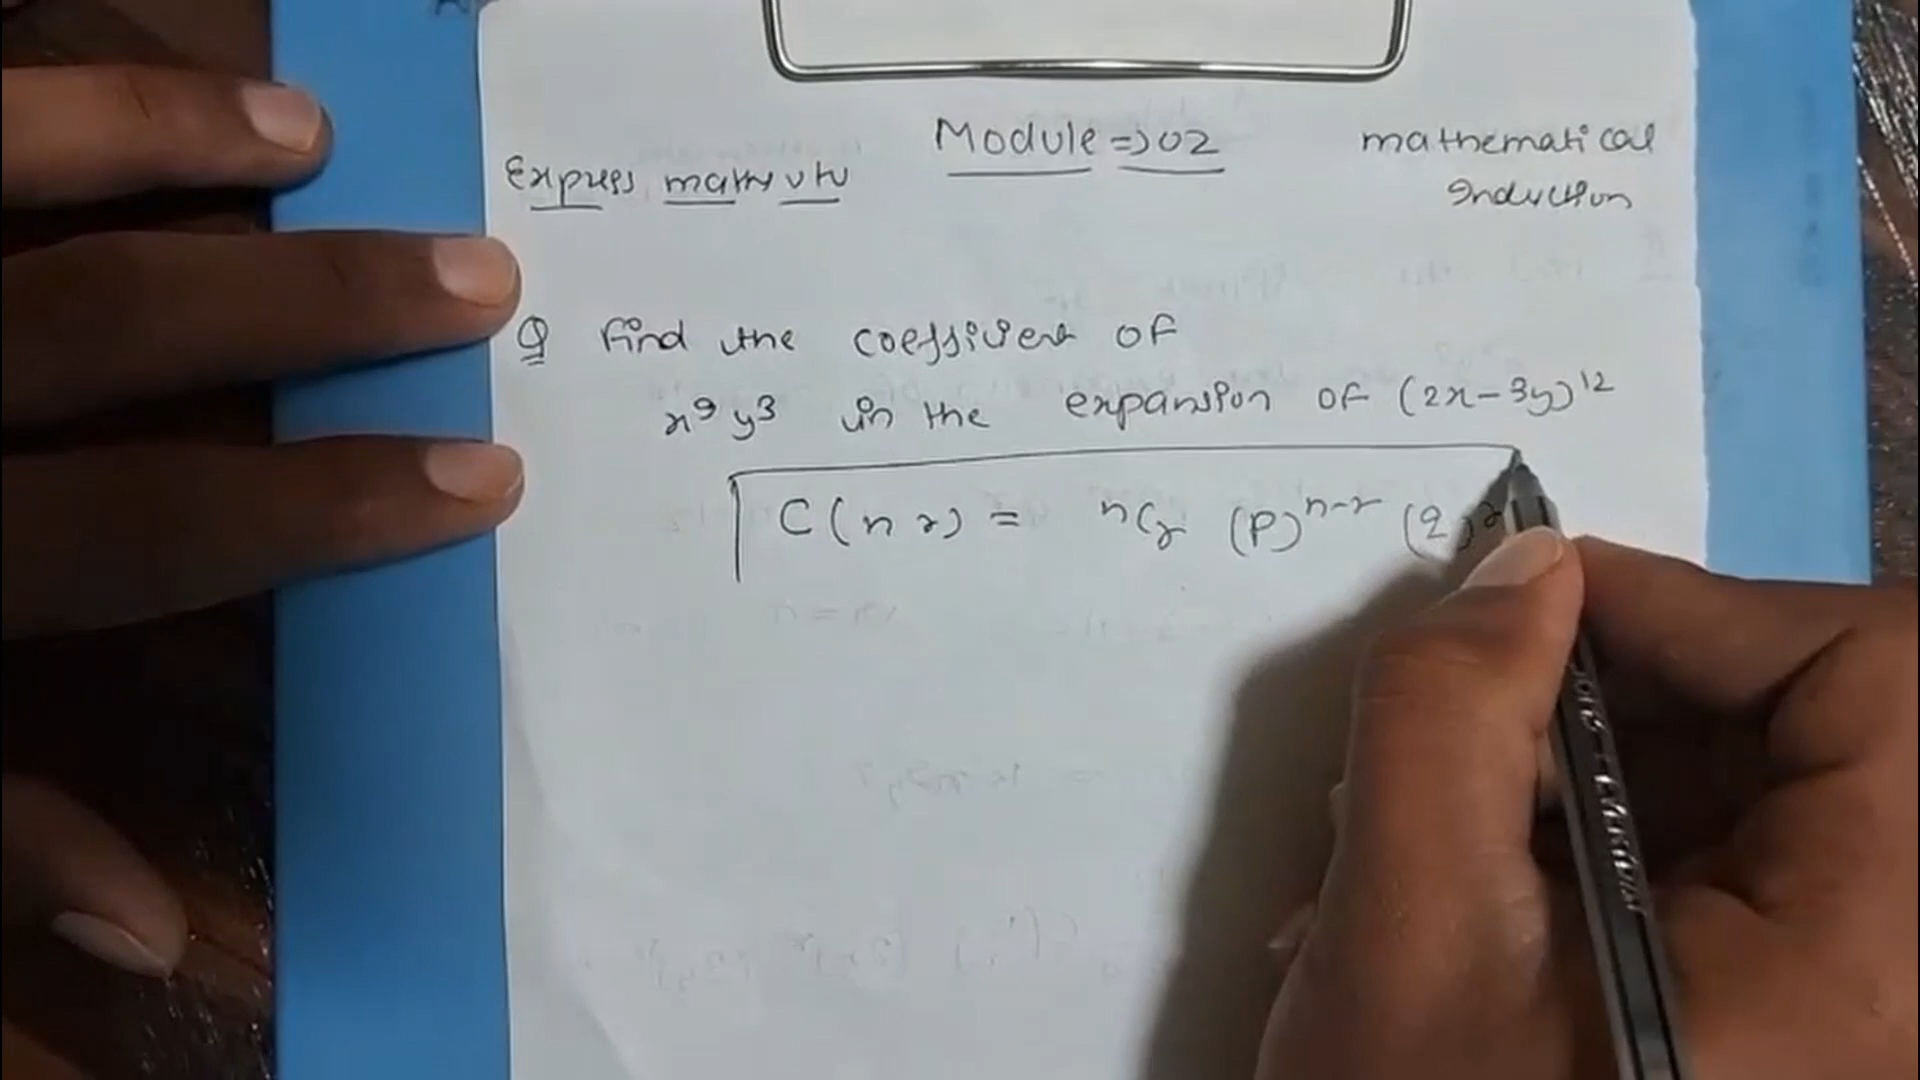 Module => 02
Express maths vtu
mathematical
Induction
Q Find the coefficient of
x⁹ y³ in the expansion of (2x-3y)¹²
C(n r) = ⁿCᵣ (P)ⁿ⁻ʳ (q)ʳ